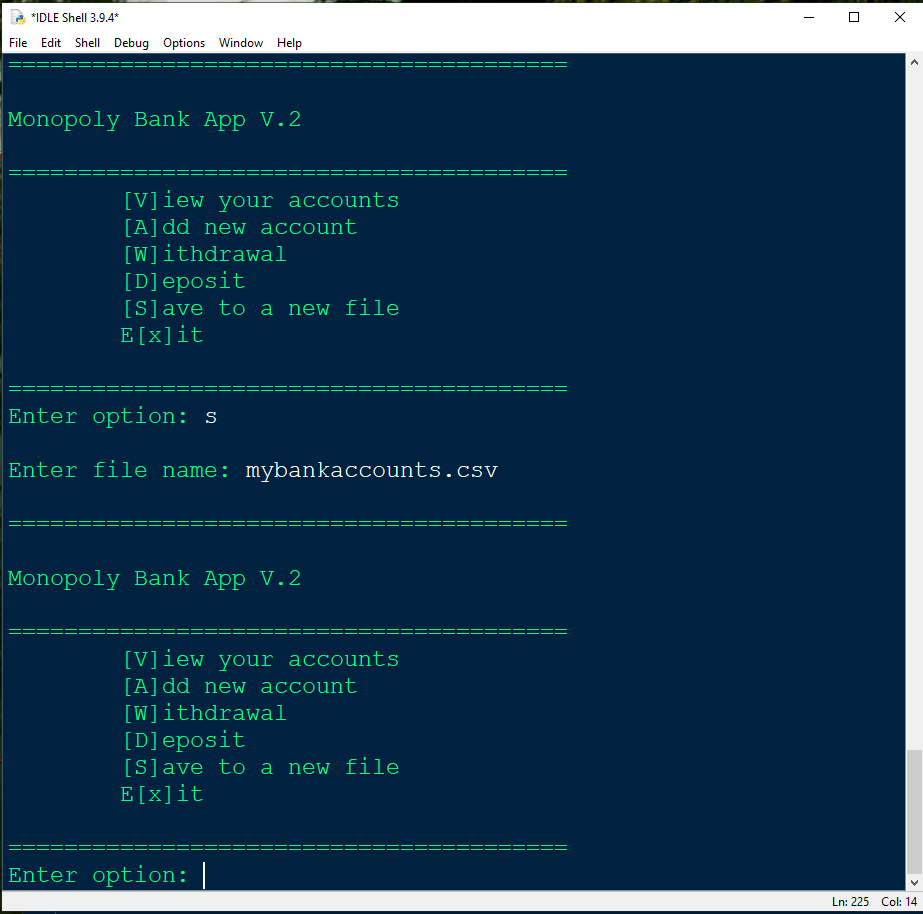 *IDLE Shell 3.9.4*
File Edit Shell Debug Options Window Help
========================================
Monopoly Bank App V.2
========================================
[V]iew your accounts
[A]dd new account
[W]ithdrawal
[D]eposit
[S]ave to a new file
E[x]it
========================================
Enter option: s
Enter file name: mybankaccounts.csv
========================================
Monopoly Bank App V.2
========================================
[V]iew your accounts
[A]dd new account
[W]ithdrawal
[D]eposit
[S]ave to a new file
E[x]it
========================================
Enter option:
Ln: 225 Col: 14